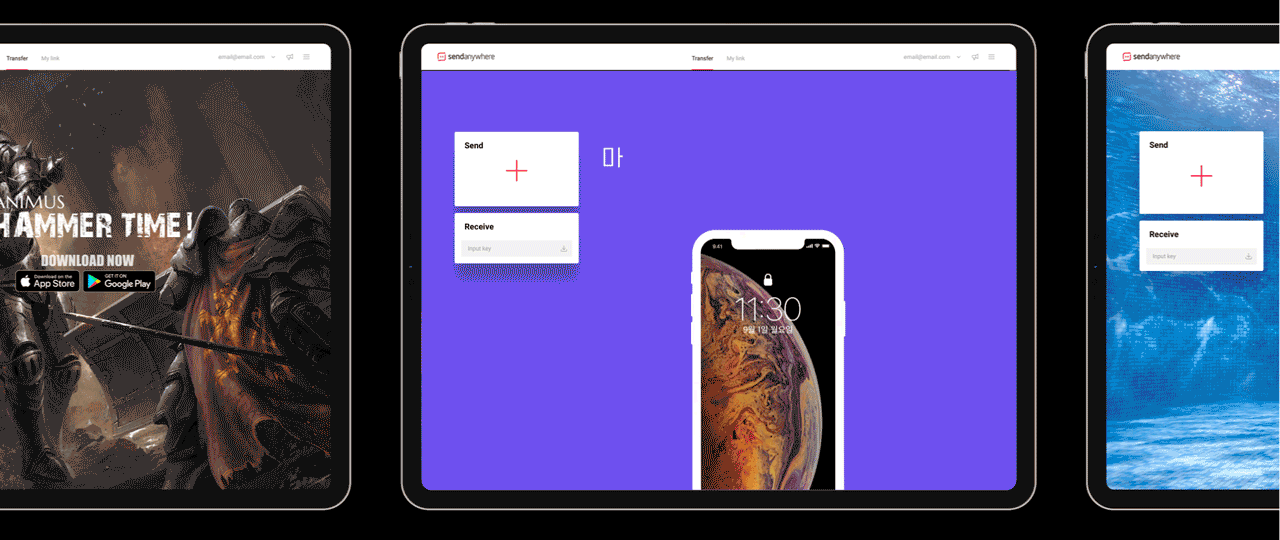 Transfer My link email@email.com
ANIMUS
HAMMER TIME!
DOWNLOAD NOW
Download on the
App Store
GET IT ON
Google Play
sendanywhere Transfer My link email@email.com
Send
마
Receive
Input key
9:41
11:30
9월 1일 월요일
sendanywhere
Send
Receive
Input key